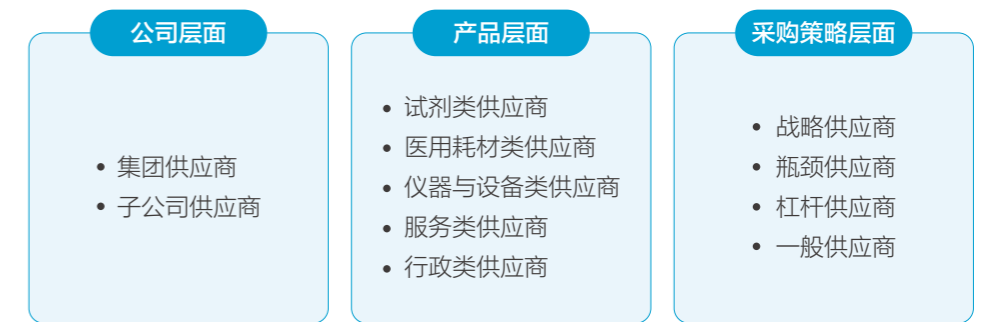 公司层面
集团供应商
子公司供应商
产品层面
试剂类供应商
医用耗材类供应商
仪器与设备类供应商
服务类供应商
行政类供应商
采购策略层面
战略供应商
瓶颈供应商
杠杆供应商
一般供应商